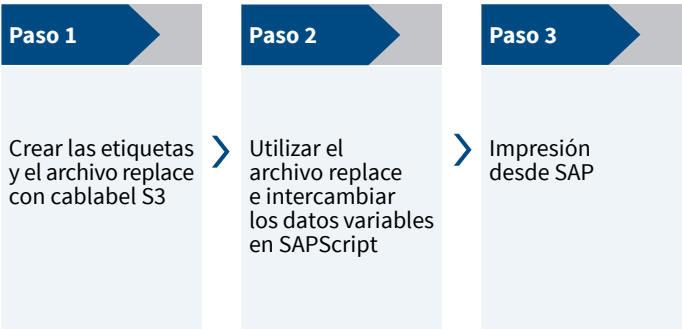 Paso 1
Crear las etiquetas
y el archivo replace
con cablabel S3
Paso 2
Utilizar el
archivo replace
e intercambiar
los datos variables
en SAPScript
Paso 3
Impresión
desde SAP